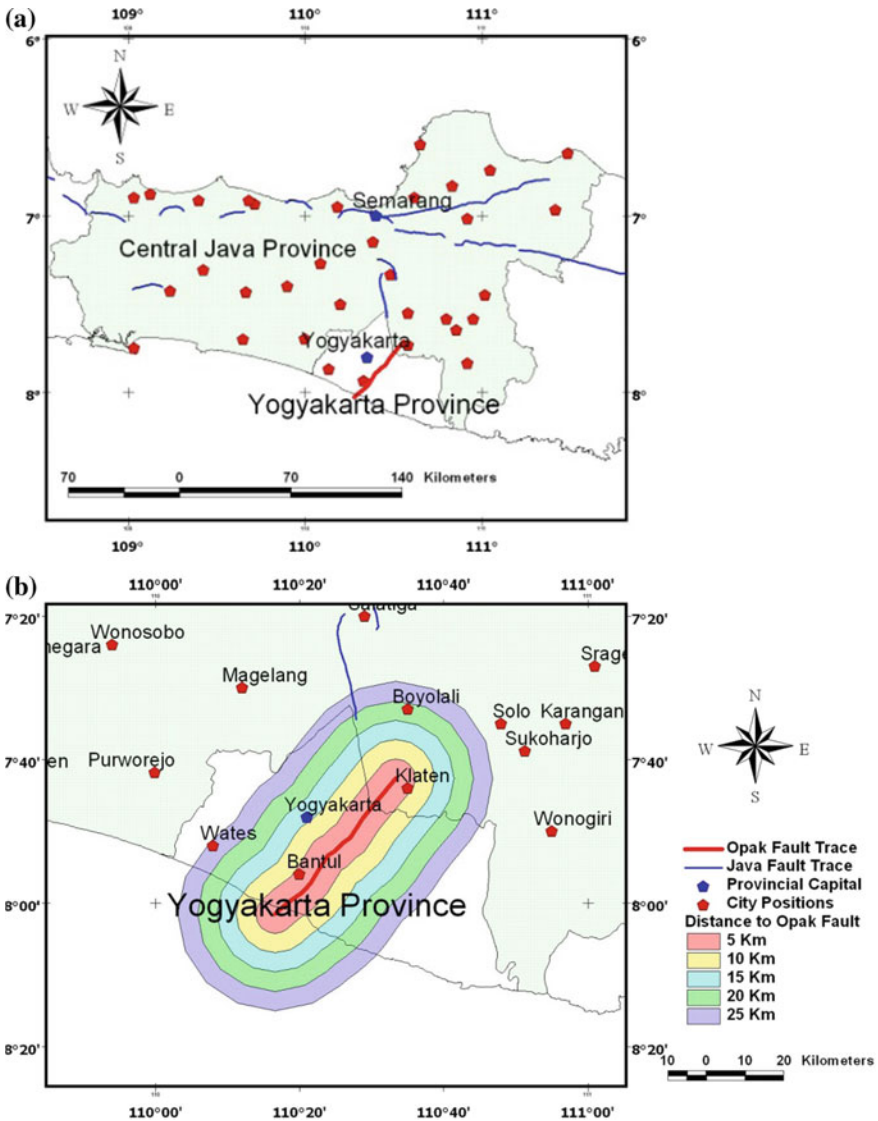 (a)
109° 110° 111°
6° 6°
N
W E
S
Semarang
7° 7°
Central Java Province
Yogyakarta
8° 8°
Yogyakarta Province
70 0 70 140 Kilometers
109° 110° 111°
(b)
110°00' 110°20' 110°40' 111°00'
7°20' 7°20'
Salatiga
Wonosobo
negara
Srage
Magelang
Boyolali
Solo Karangan
Sukoharjo
N
W E
S
7°40' 7°40'
en Purworejo
Klaten
Yogyakarta
Wonogiri
Wates
Bantul
8°00' 8°00'
Yogyakarta Province
8°20' 8°20'
110°00' 110°20' 110°40' 111°00'
Opak Fault Trace
Java Fault Trace
Provincial Capital
City Positions
Distance to Opak Fault
5 Km
10 Km
15 Km
20 Km
25 Km
10 0 10 20 Kilometers